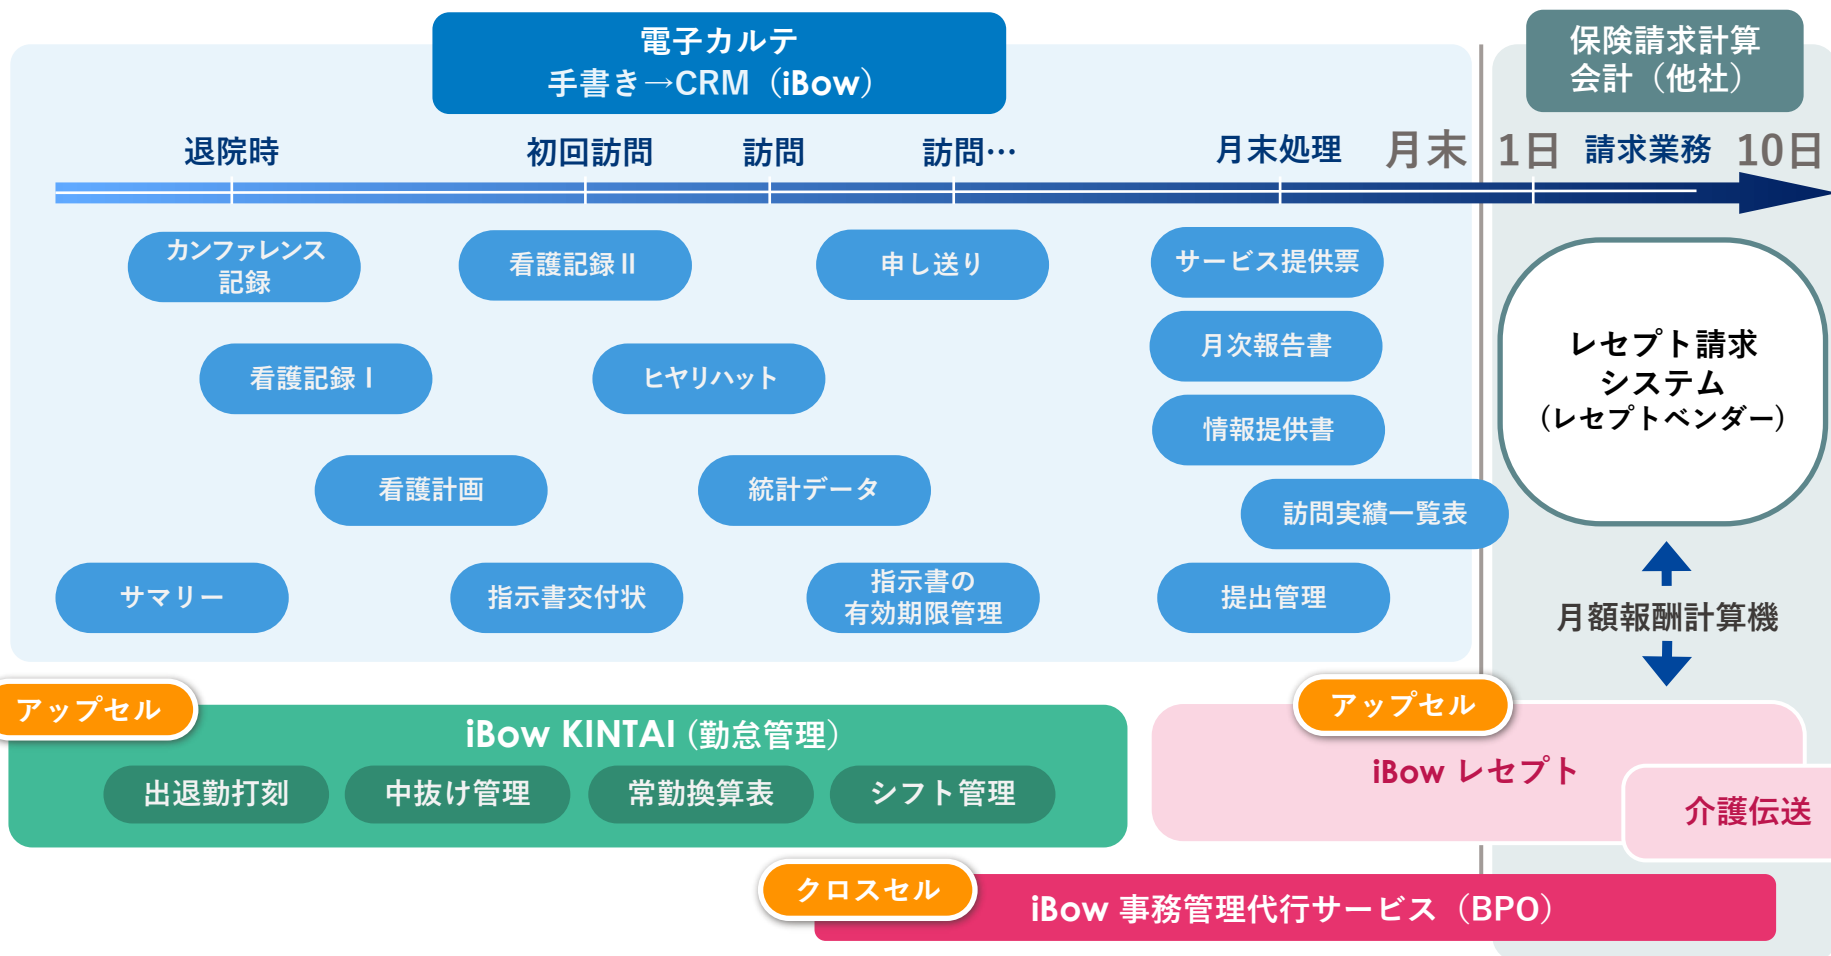 電子カルテ
手書き→CRM（iBow）
保険請求計算
会計（他社）
退院時
初回訪問
訪問
訪問…
月末処理
月末
1日
請求業務
10日
カンファレンス
記録
看護記録Ⅱ
申し送り
サービス提供票
看護記録Ⅰ
ヒヤリハット
月次報告書
情報提供書
看護計画
統計データ
訪問実績一覧表
サマリー
指示書交付状
指示書の
有効期限管理
提出管理
レセプト請求
システム
（レセプトベンダー）
月額報酬計算機
アップセル
iBow KINTAI（勤怠管理）
出退勤打刻
中抜け管理
常勤換算表
シフト管理
アップセル
iBow レセプト
介護伝送
クロスセル
iBow 事務管理代行サービス（BPO）